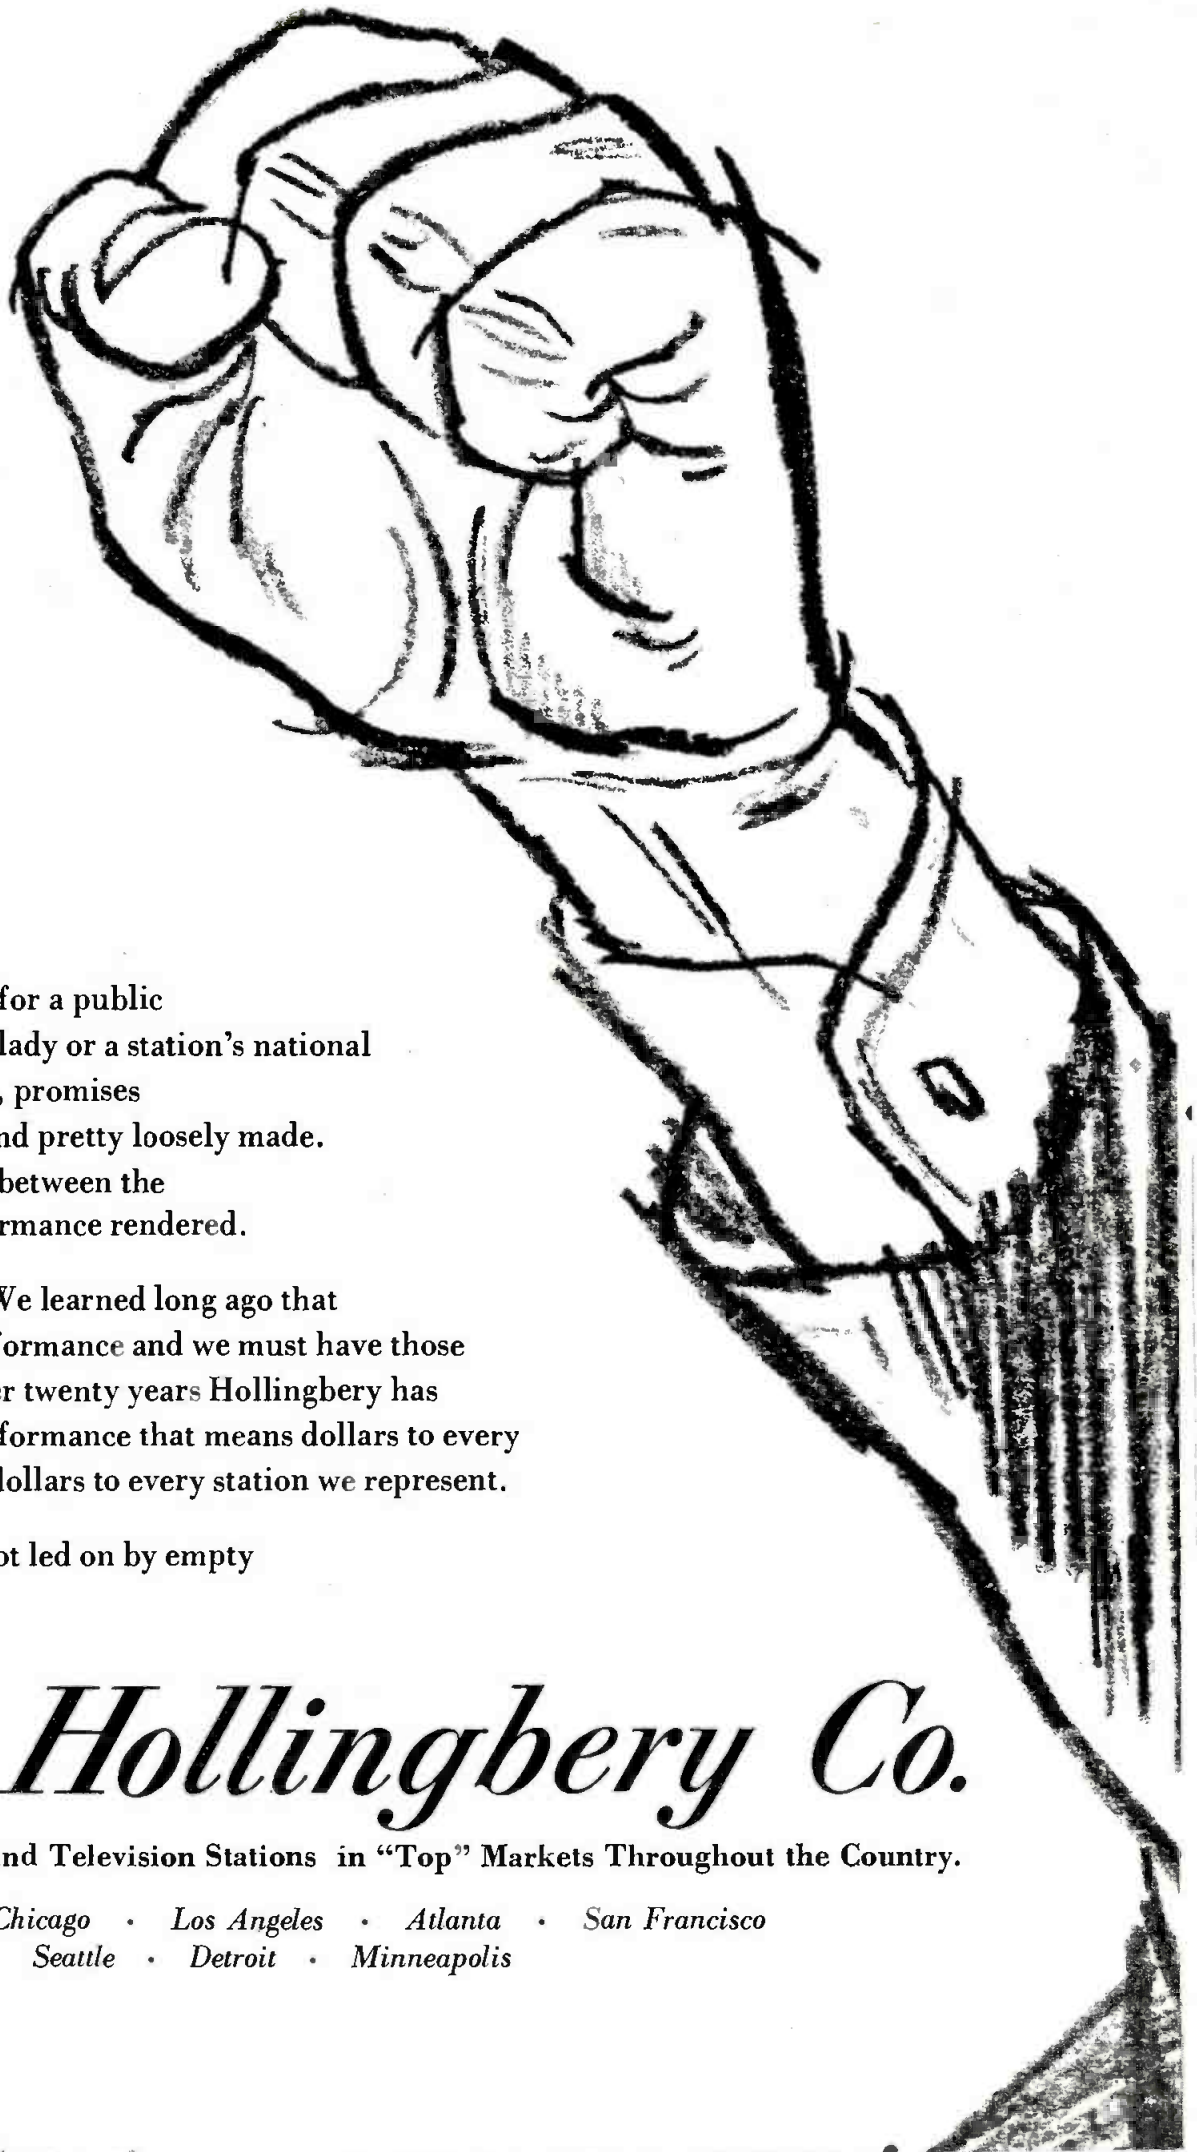 for a public
lady or a station's national
, promises
nd pretty loosely made.
between the
rmance rendered.
We learned long ago that
formance and we must have those
r twenty years Hollingbery has
formance that means dollars to every
dollars to every station we represent.
ot led on by empty
Hollingbery Co.
nd Television Stations in “Top” Markets Throughout the Country.
Chicago · Los Angeles · Atlanta · San Francisco
Seattle · Detroit · Minneapolis